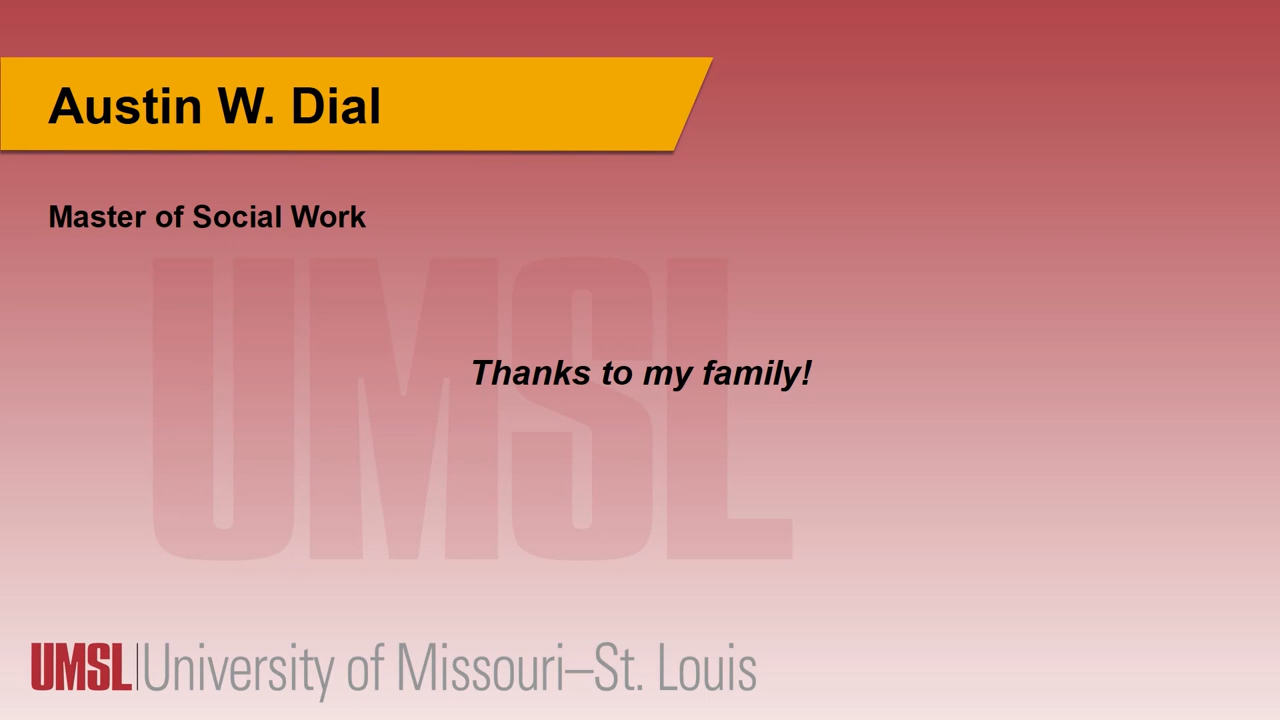 Austin W. Dial
Master of Social Work
UMSL
Thanks to my family!
UMSL University of Missouri–St. Louis